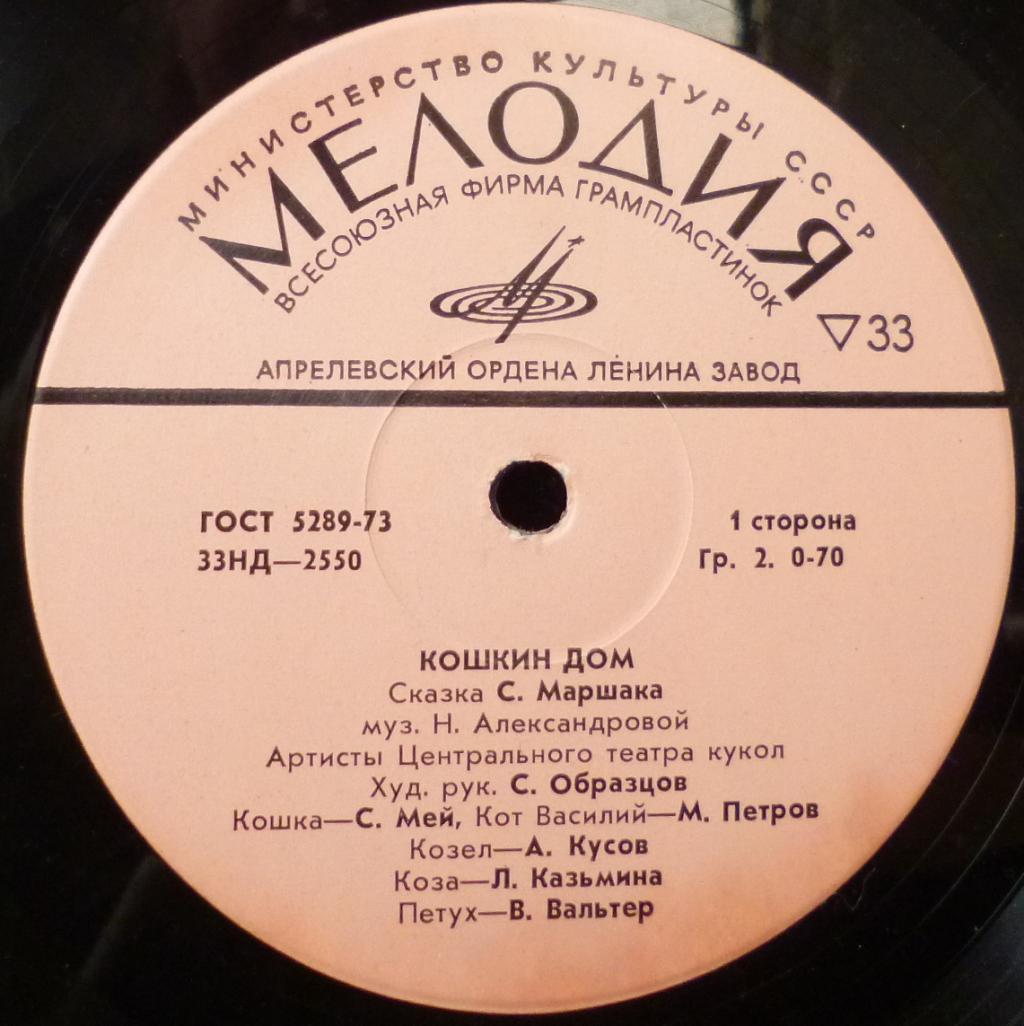 МИНИСТЕРСТВО КУЛЬТУРЫ СССР
МЕЛОДИЯ
ВСЕСОЮЗНАЯ ФИРМА ГРАМПЛАСТИНОК
▽33
АПРЕЛЕВСКИЙ ОРДЕНА ЛЕНИНА ЗАВОД
ГОСТ 5289-73
33НД—2550
1 сторона
Гр. 2. 0-70
КОШКИН ДОМ
Сказка С. Маршака
муз. Н. Александровой
Артисты Центрального театра кукол
Худ. рук. С. Образцов
Кошка—С. Мей, Кот Василий—М. Петров
Козел—А. Кусов
Коза—Л. Казьмина
Петух—В. Вальтер